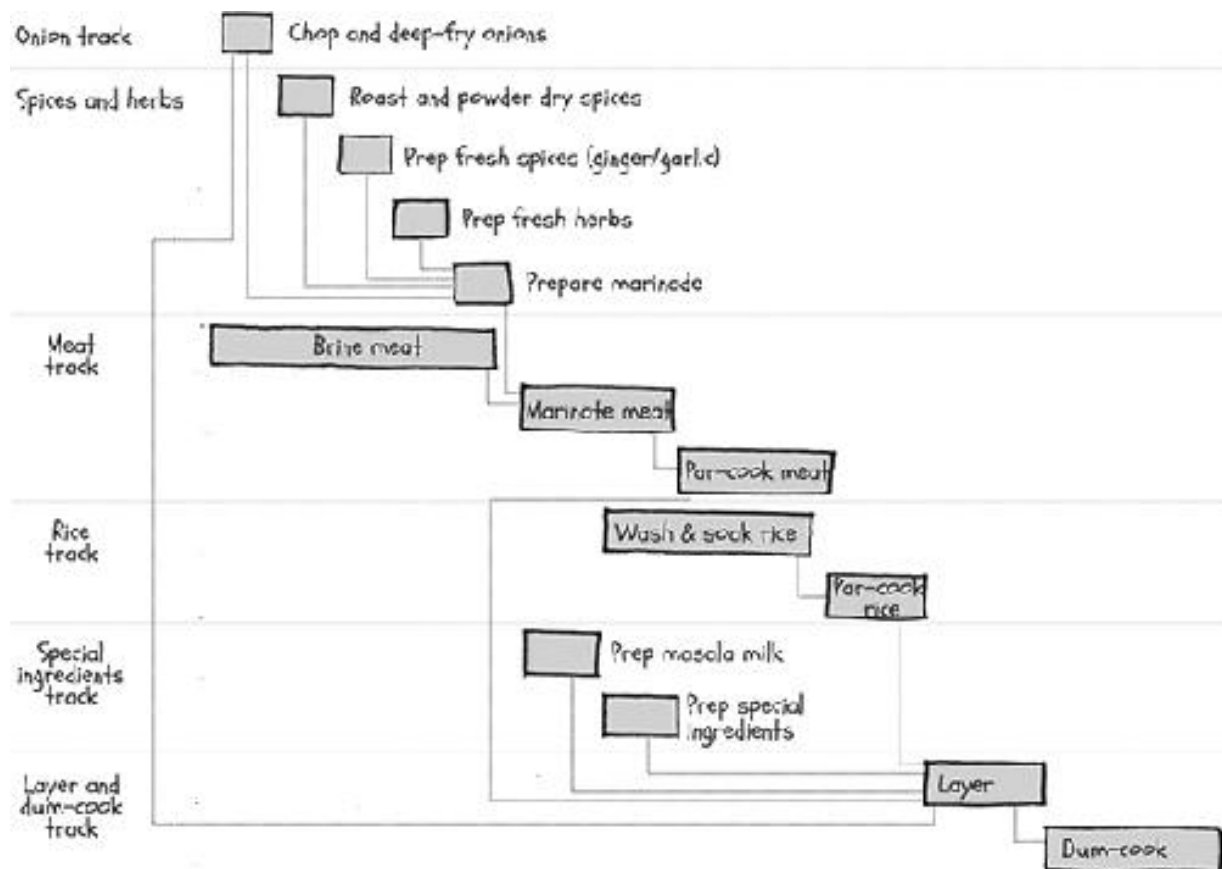 Onion track
Chop and deep-fry onions
Spices and herbs
Roast and powder dry spices
Prep fresh spices (ginger/garlic)
Prep fresh herbs
Prepare marinade
Meat
track
Brine meat
Marinate meat
Par-cook meat
Rice
track
Wash & soak rice
Par-cook
rice
Special
ingredients
track
Prep masala milk
Prep special
ingredients
Layer and
dum-cook
track
Layer
Dum-cook